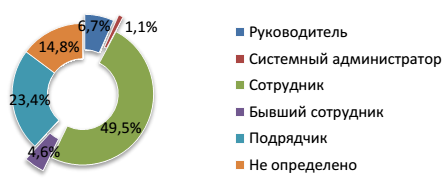 6,7%
1,1%
14,8%
23,4%
49,5%
4,6%
Руководитель
Системный администратор
Сотрудник
Бывший сотрудник
Подрядчик
Не определено